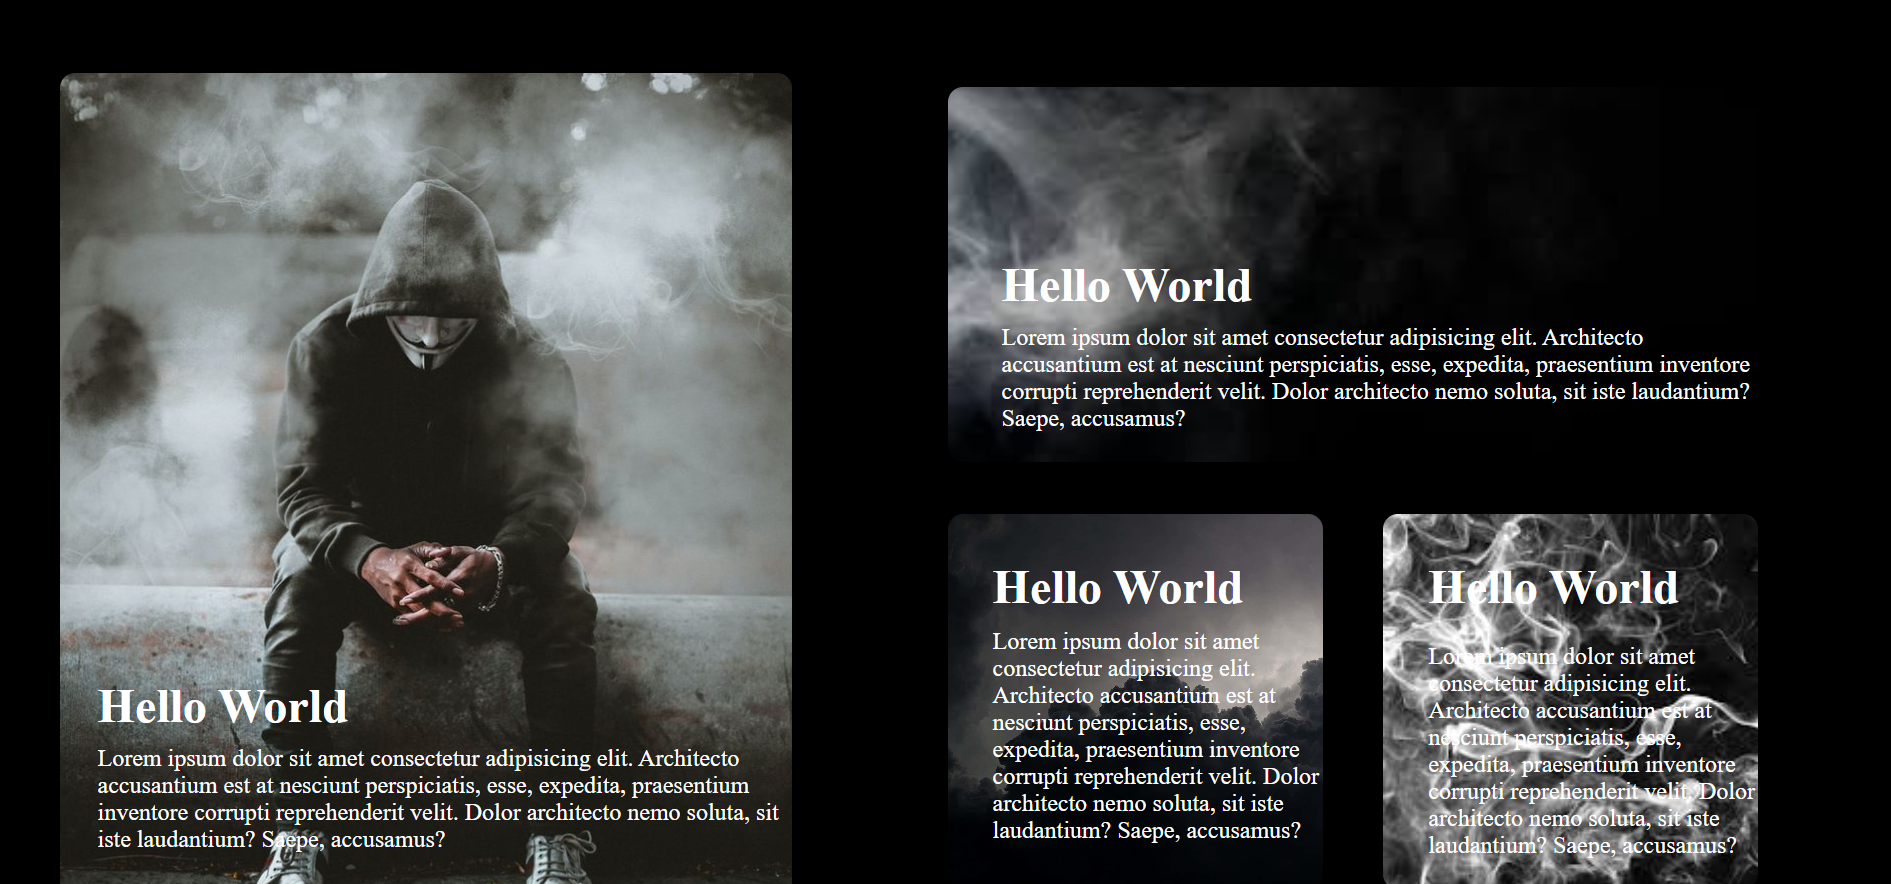 Hello World
Lorem ipsum dolor sit amet consectetur adipisicing elit. Architecto
accusantium est at nesciunt perspiciatis, esse, expedita, praesentium
inventore corrupti reprehenderit velit. Dolor architecto nemo soluta, sit
iste laudantium? Saepe, accusamus?
Hello World
Lorem ipsum dolor sit amet consectetur adipisicing elit. Architecto
accusantium est at nesciunt perspiciatis, esse, expedita, praesentium inventore
corrupti reprehenderit velit. Dolor architecto nemo soluta, sit iste laudantium?
Saepe, accusamus?
Hello World
Lorem ipsum dolor sit amet
consectetur adipisicing elit.
Architecto accusantium est at
nesciunt perspiciatis, esse,
expedita, praesentium inventore
corrupti reprehenderit velit. Dolor
architecto nemo soluta, sit iste
laudantium? Saepe, accusamus?
Hello World
Lorem ipsum dolor sit amet
consectetur adipisicing elit.
Architecto accusantium est at
nesciunt perspiciatis, esse,
expedita, praesentium inventore
corrupti reprehenderit velit. Dolor
architecto nemo soluta, sit iste
laudantium? Saepe, accusamus?